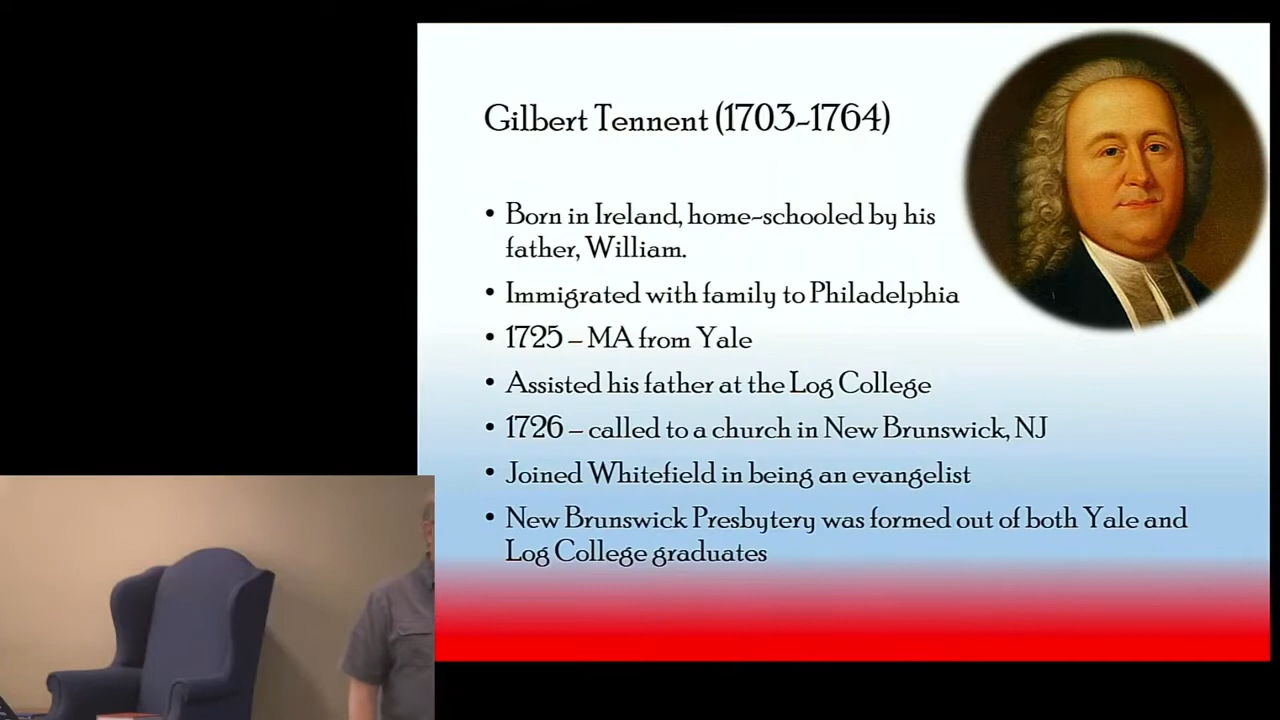 Gilbert Tennent (1703-1764)
• Born in Ireland, home-schooled by his
father, William.
• Immigrated with family to Philadelphia
• 1725 – MA from Yale
• Assisted his father at the Log College
• 1726 – called to a church in New Brunswick, NJ
• Joined Whitefield in being an evangelist
• New Brunswick Presbytery was formed out of both Yale and
Log College graduates